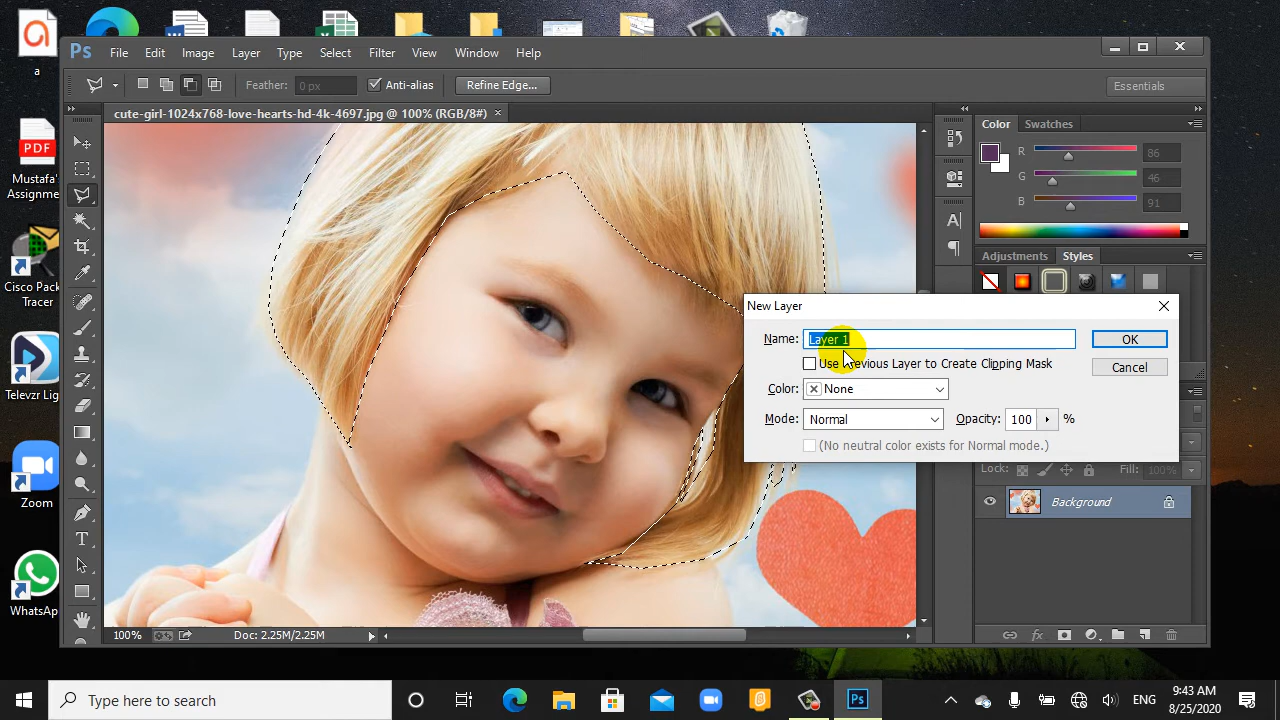 a
PDF
Mustafa'
Assignme
Cisco Pack
Tracer
Televzr Lig
Zoom
WhatsAp
Ps File Edit Image Layer Type Select Filter View Window Help
Feather: 0 px Anti-alias Refine Edge... Essentials
cute-girl-1024x768-love-hearts-hd-4k-4697.jpg @ 100% (RGB/8#) ×
Color Swatches
R 86
G 46
B 91
Adjustments Styles
New Layer
Name: Layer 1 OK
Use Previous Layer to Create Clipping Mask Cancel
Color: None
Mode: Normal Opacity: 100 %
(No neutral color exists for Normal mode.)
Lock: Fill: 100%
Background
fx
100% Doc: 2.25M/2.25M
Type here to search
Ps
ENG
9:43 AM
8/25/2020